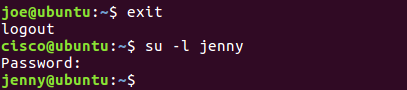 joe@ubuntu:~$ exit
logout
cisco@ubuntu:~$ su -l jenny
Password:
jenny@ubuntu:~$